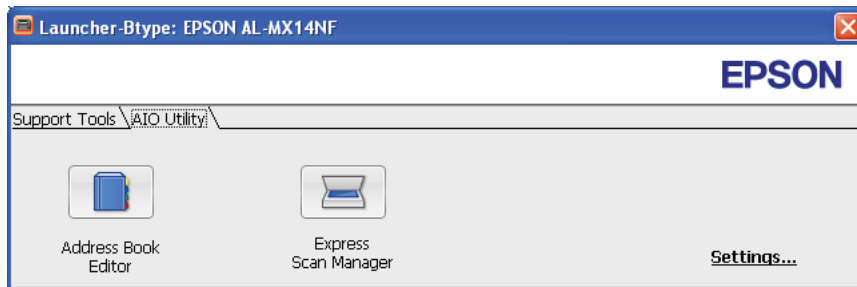 Launcher-Btype: EPSON AL-MX14NF
EPSON
Support Tools AIO Utility
Address Book
Editor
Express
Scan Manager
Settings...